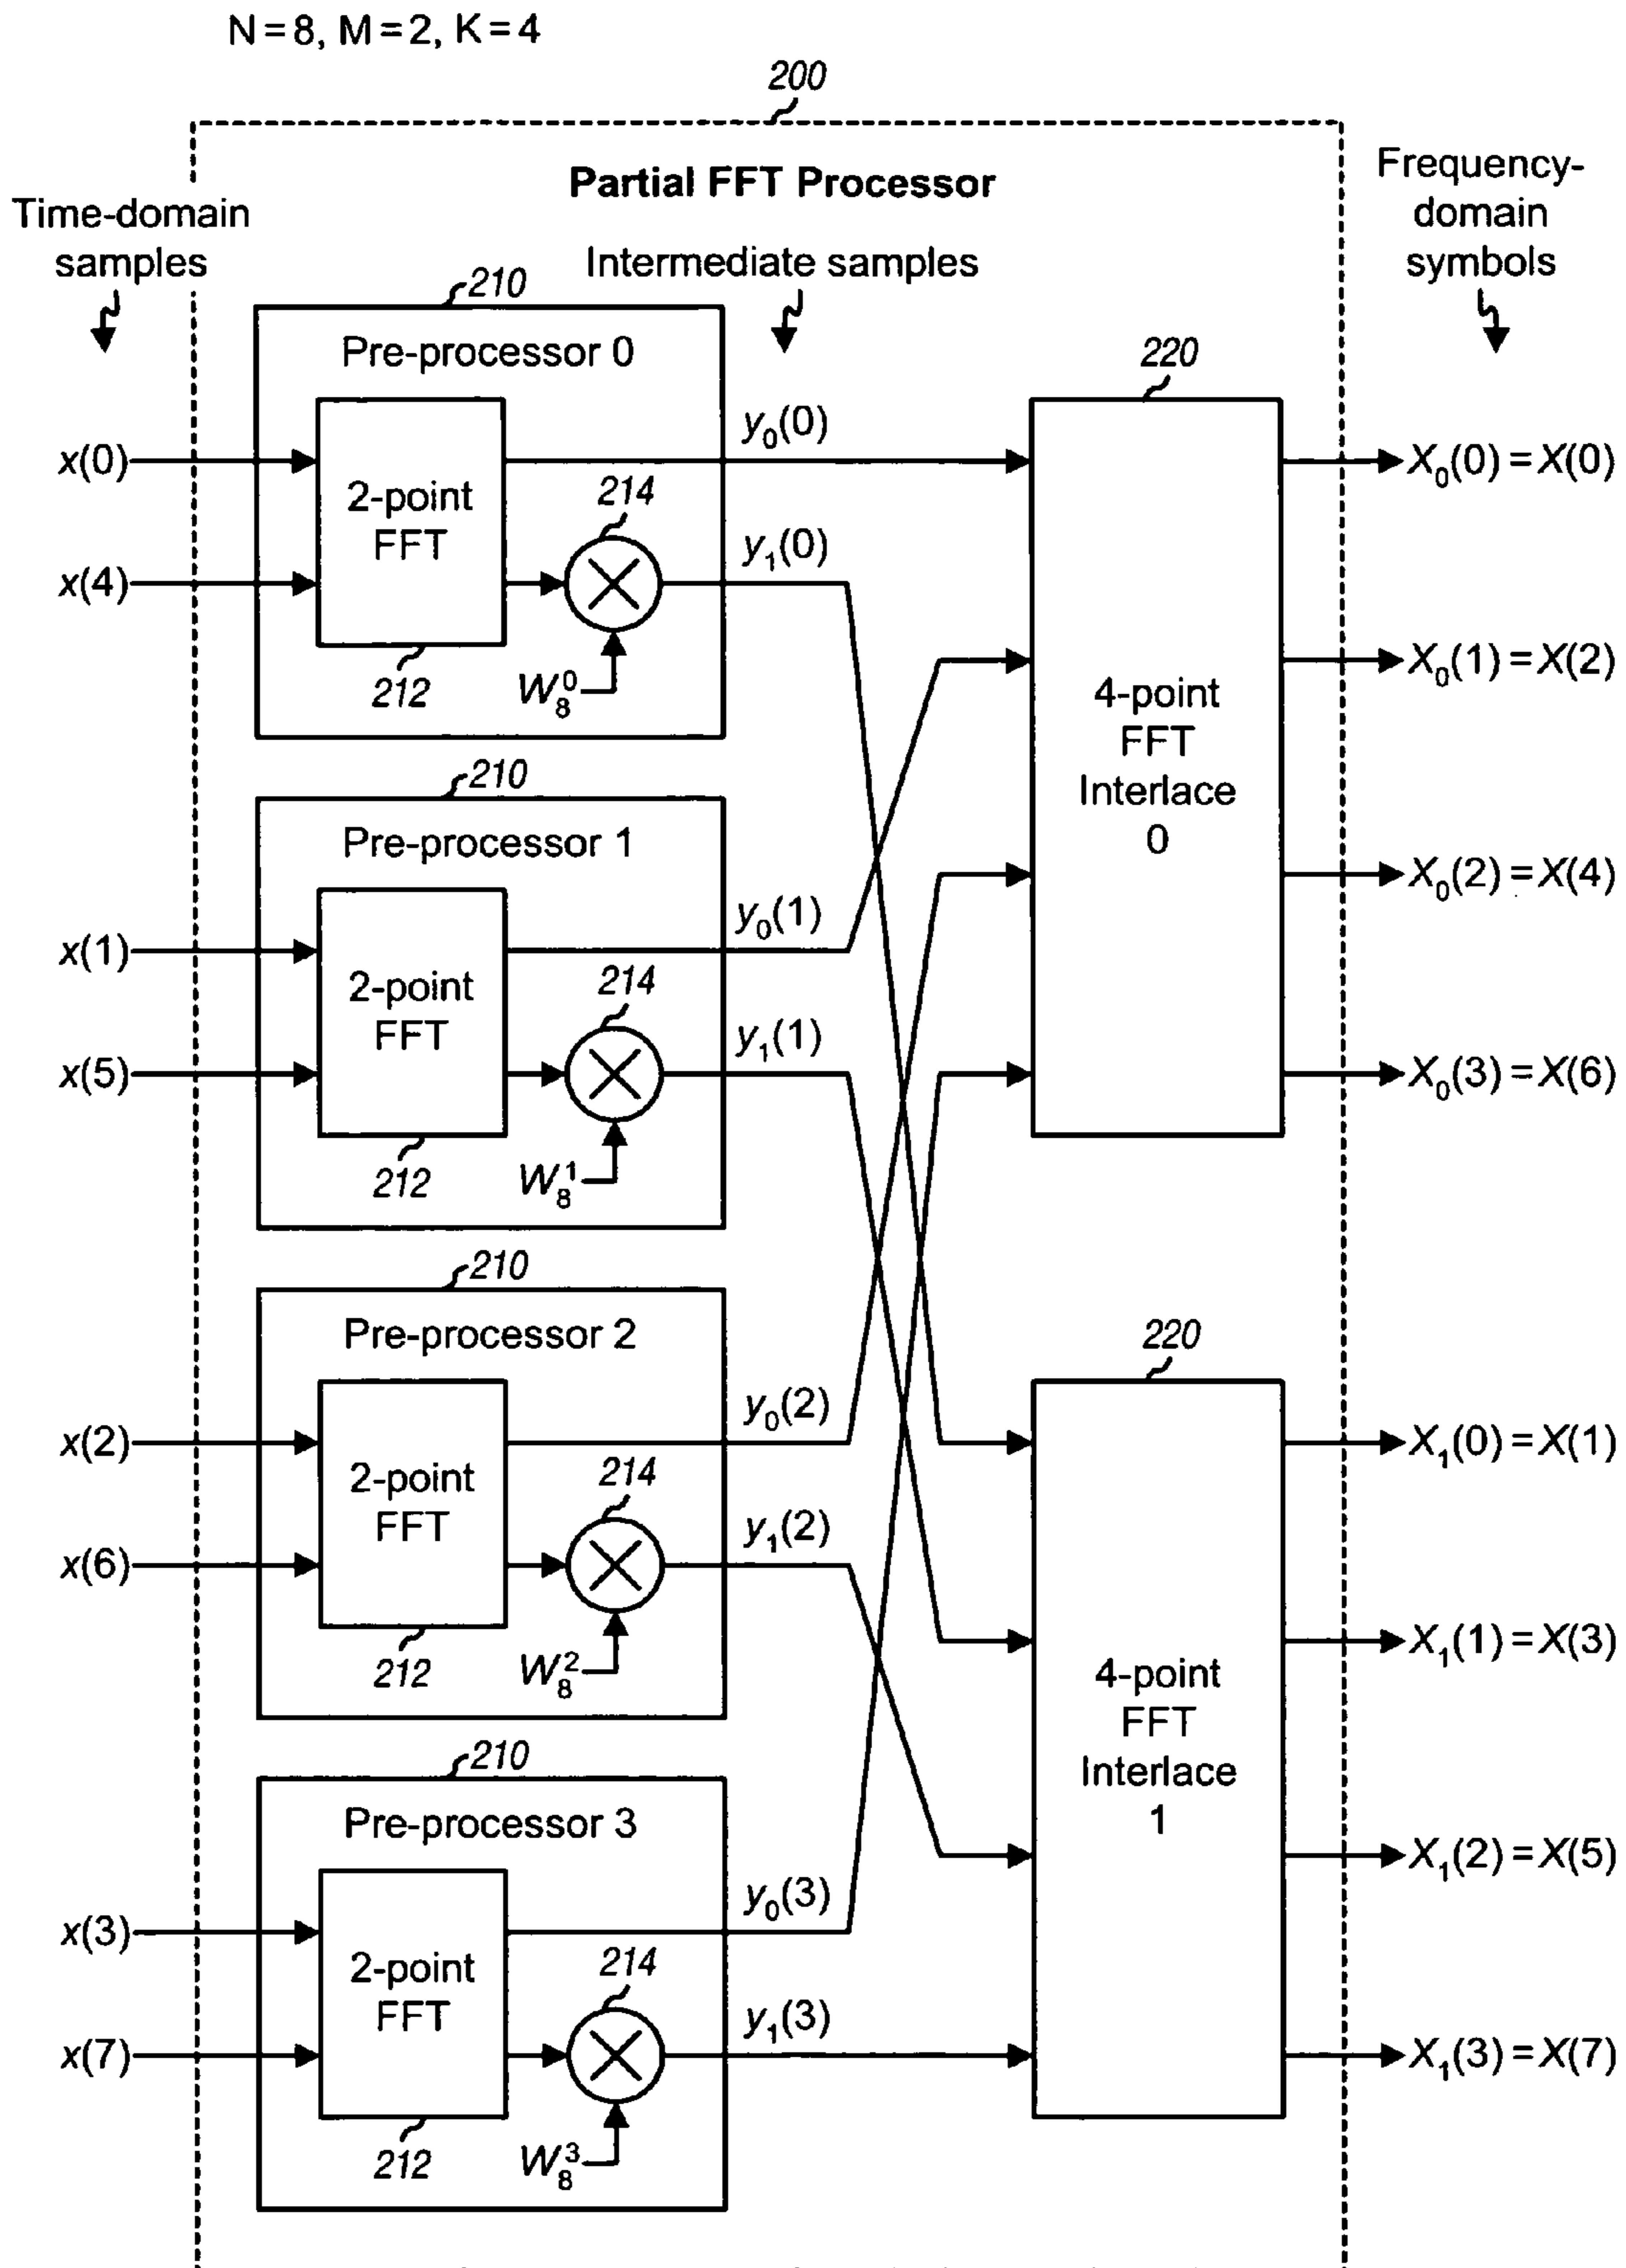 N=8, M=2, K=4
200
Partial FFT Processor
Time-domain
samples
Intermediate samples
Frequency-
domain
symbols
210
Pre-processor 0
x(0)
x(4)
2-point
FFT
212
214
W₈⁰
y₀(0)
y₁(0)
210
Pre-processor 1
x(1)
x(5)
2-point
FFT
212
214
W₈¹
y₀(1)
y₁(1)
210
Pre-processor 2
x(2)
x(6)
2-point
FFT
212
214
W₈²
y₀(2)
y₁(2)
210
Pre-processor 3
x(3)
x(7)
2-point
FFT
212
214
W₈³
y₀(3)
y₁(3)
220
4-point
FFT
Interlace
0
X₀(0)=X(0)
X₀(1)=X(2)
X₀(2)=X(4)
X₀(3)=X(6)
220
4-point
FFT
Interlace
1
X₁(0)=X(1)
X₁(1)=X(3)
X₁(2)=X(5)
X₁(3)=X(7)